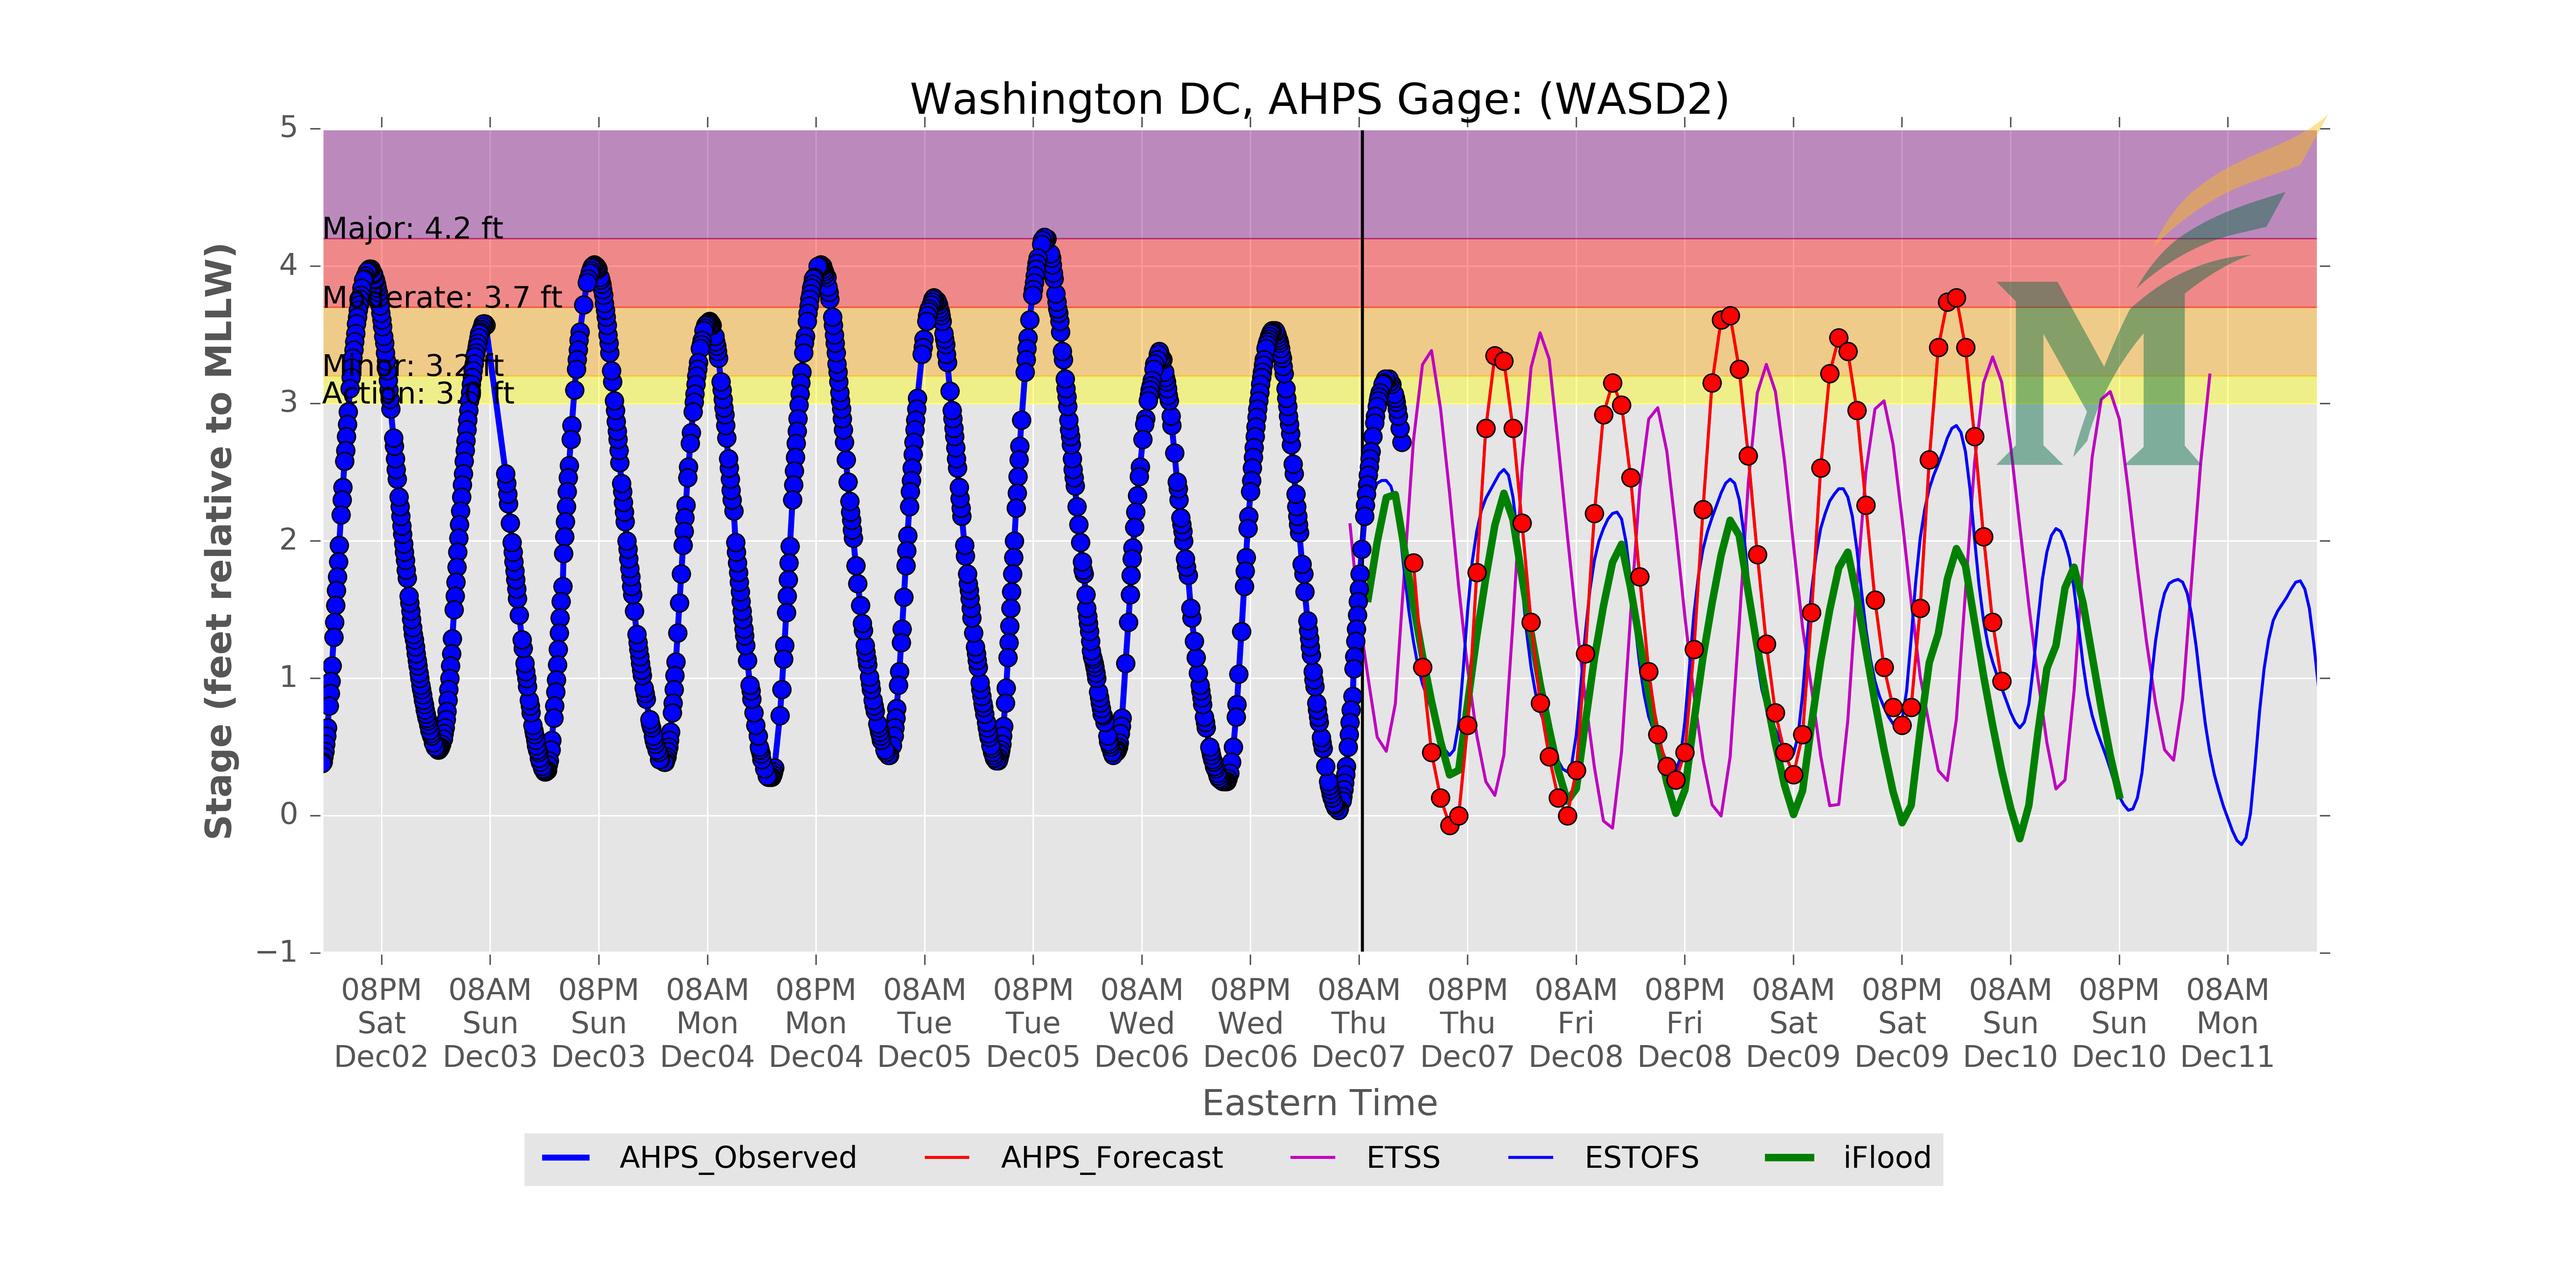 Washington DC, AHPS Gage: (WASD2)
Stage (feet relative to MLLW)
5
4
3
2
1
0
−1
Major: 4.2 ft
Moderate: 3.7 ft
Minor: 3.2 ft
Action: 3.0 ft
08PM 08AM 08PM 08AM 08PM 08AM 08PM 08AM 08PM 08AM 08PM 08AM 08PM 08AM 08PM 08AM 08PM 08AM
Sat Sun Sun Mon Mon Tue Tue Wed Wed Thu Thu Fri Fri Sat Sat Sun Sun Mon
Dec02 Dec03 Dec03 Dec04 Dec04 Dec05 Dec05 Dec06 Dec06 Dec07 Dec07 Dec08 Dec08 Dec09 Dec09 Dec10 Dec10 Dec11
Eastern Time
AHPS_Observed AHPS_Forecast ETSS ESTOFS iFlood
M